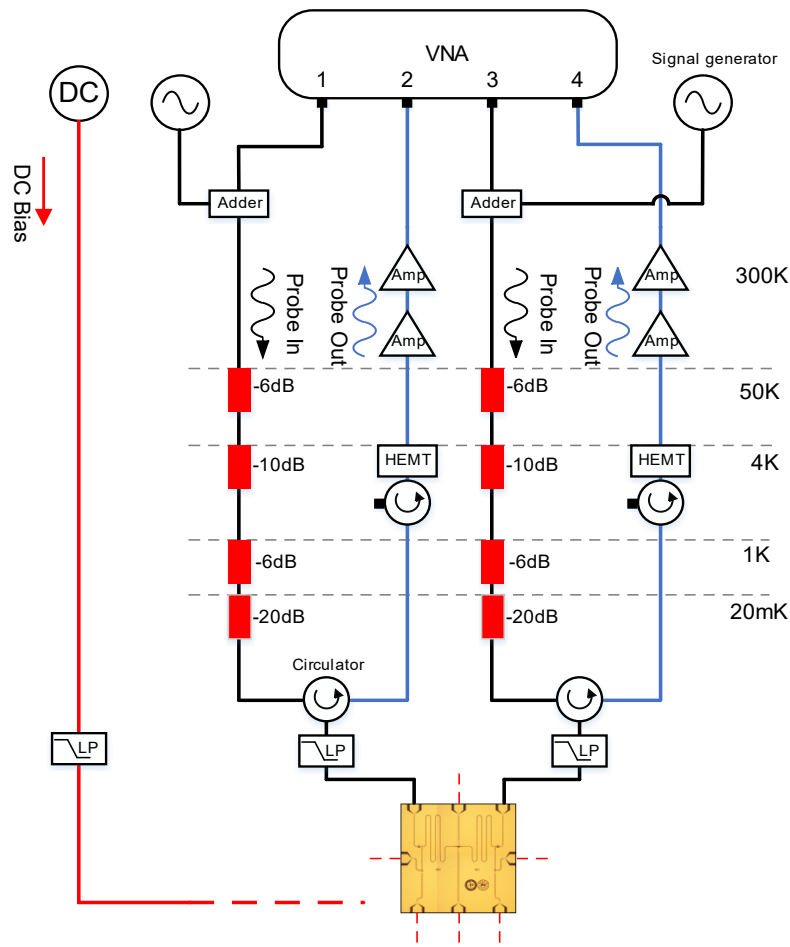 VNA
1 2 3 4
Signal generator
DC
DC Bias
Adder
Adder
Probe In
Probe Out
Amp
Amp
Probe In
Probe Out
Amp
Amp
300K
-6dB
-6dB
50K
-10dB
HEMT
-10dB
HEMT
4K
-6dB
-6dB
1K
-20dB
-20dB
20mK
Circulator
LP
LP
LP